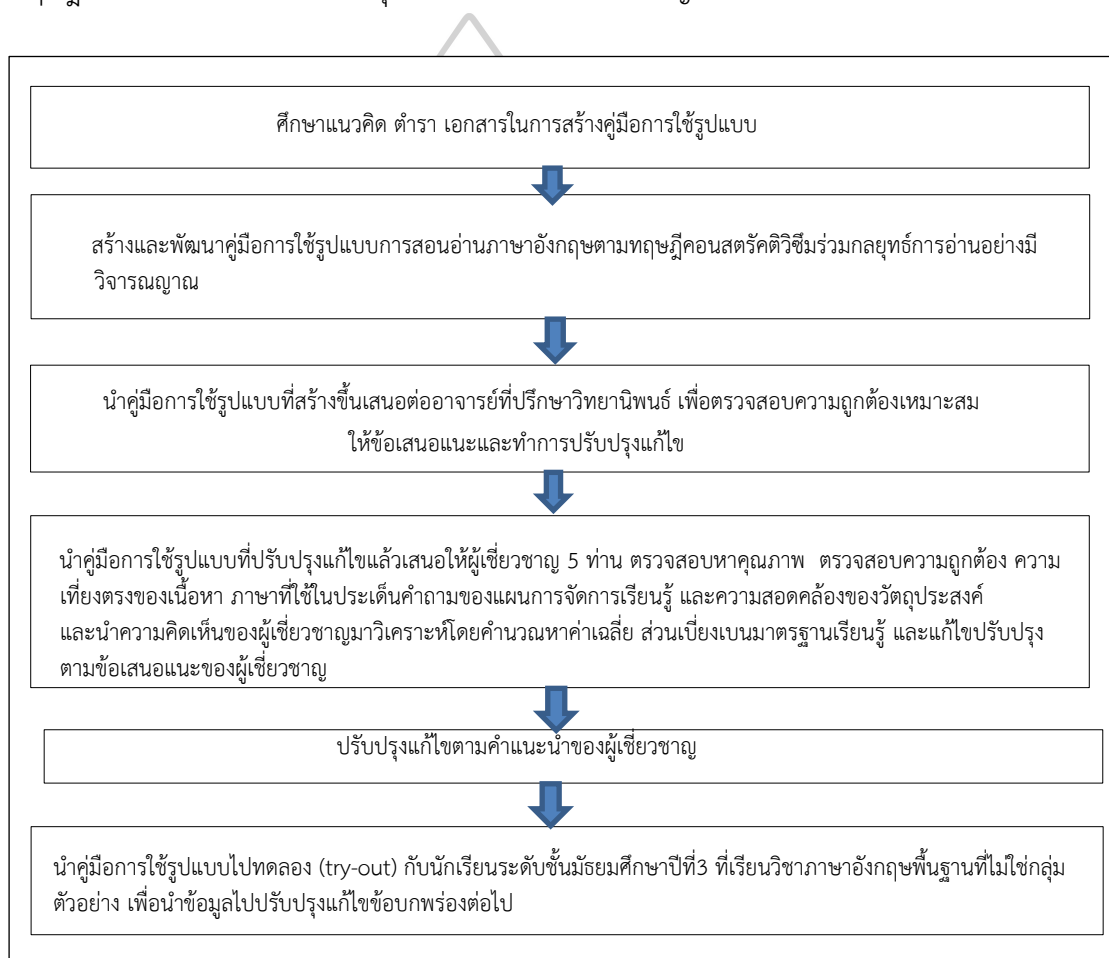 ศึกษาแนวคิด ตำรา เอกสารในการสร้างคู่มือการใช้รูปแบบ
สร้างและพัฒนาคู่มือการใช้รูปแบบการสอนอ่านภาษาอังกฤษตามทฤษฎีคอนสตรัคติวิซึมร่วมกลยุทธ์การอ่านอย่างมี
วิจารณญาณ
นำคู่มือการใช้รูปแบบที่สร้างขึ้นเสนอต่ออาจารย์ที่ปรึกษาวิทยานิพนธ์ เพื่อตรวจสอบความถูกต้องเหมาะสม
ให้ข้อเสนอแนะและทำการปรับปรุงแก้ไข
นำคู่มือการใช้รูปแบบที่ปรับปรุงแก้ไขแล้วเสนอให้ผู้เชี่ยวชาญ 5 ท่าน ตรวจสอบหาคุณภาพ ตรวจสอบความถูกต้อง ความ
เที่ยงตรงของเนื้อหา ภาษาที่ใช้ในประเด็นคำถามของแผนการจัดการเรียนรู้ และความสอดคล้องของวัตถุประสงค์
และนำความคิดเห็นของผู้เชี่ยวชาญมาวิเคราะห์โดยคำนวณหาค่าเฉลี่ย ส่วนเบี่ยงเบนมาตรฐานเรียนรู้ และแก้ไขปรับปรุง
ตามข้อเสนอแนะของผู้เชี่ยวชาญ
ปรับปรุงแก้ไขตามคำแนะนำของผู้เชี่ยวชาญ
นำคู่มือการใช้รูปแบบไปทดลอง (try-out) กับนักเรียนระดับชั้นมัธยมศึกษาปีที่3 ที่เรียนวิชาภาษาอังกฤษพื้นฐานที่ไม่ใช่กลุ่ม
ตัวอย่าง เพื่อนำข้อมูลไปปรับปรุงแก้ไขข้อบกพร่องต่อไป